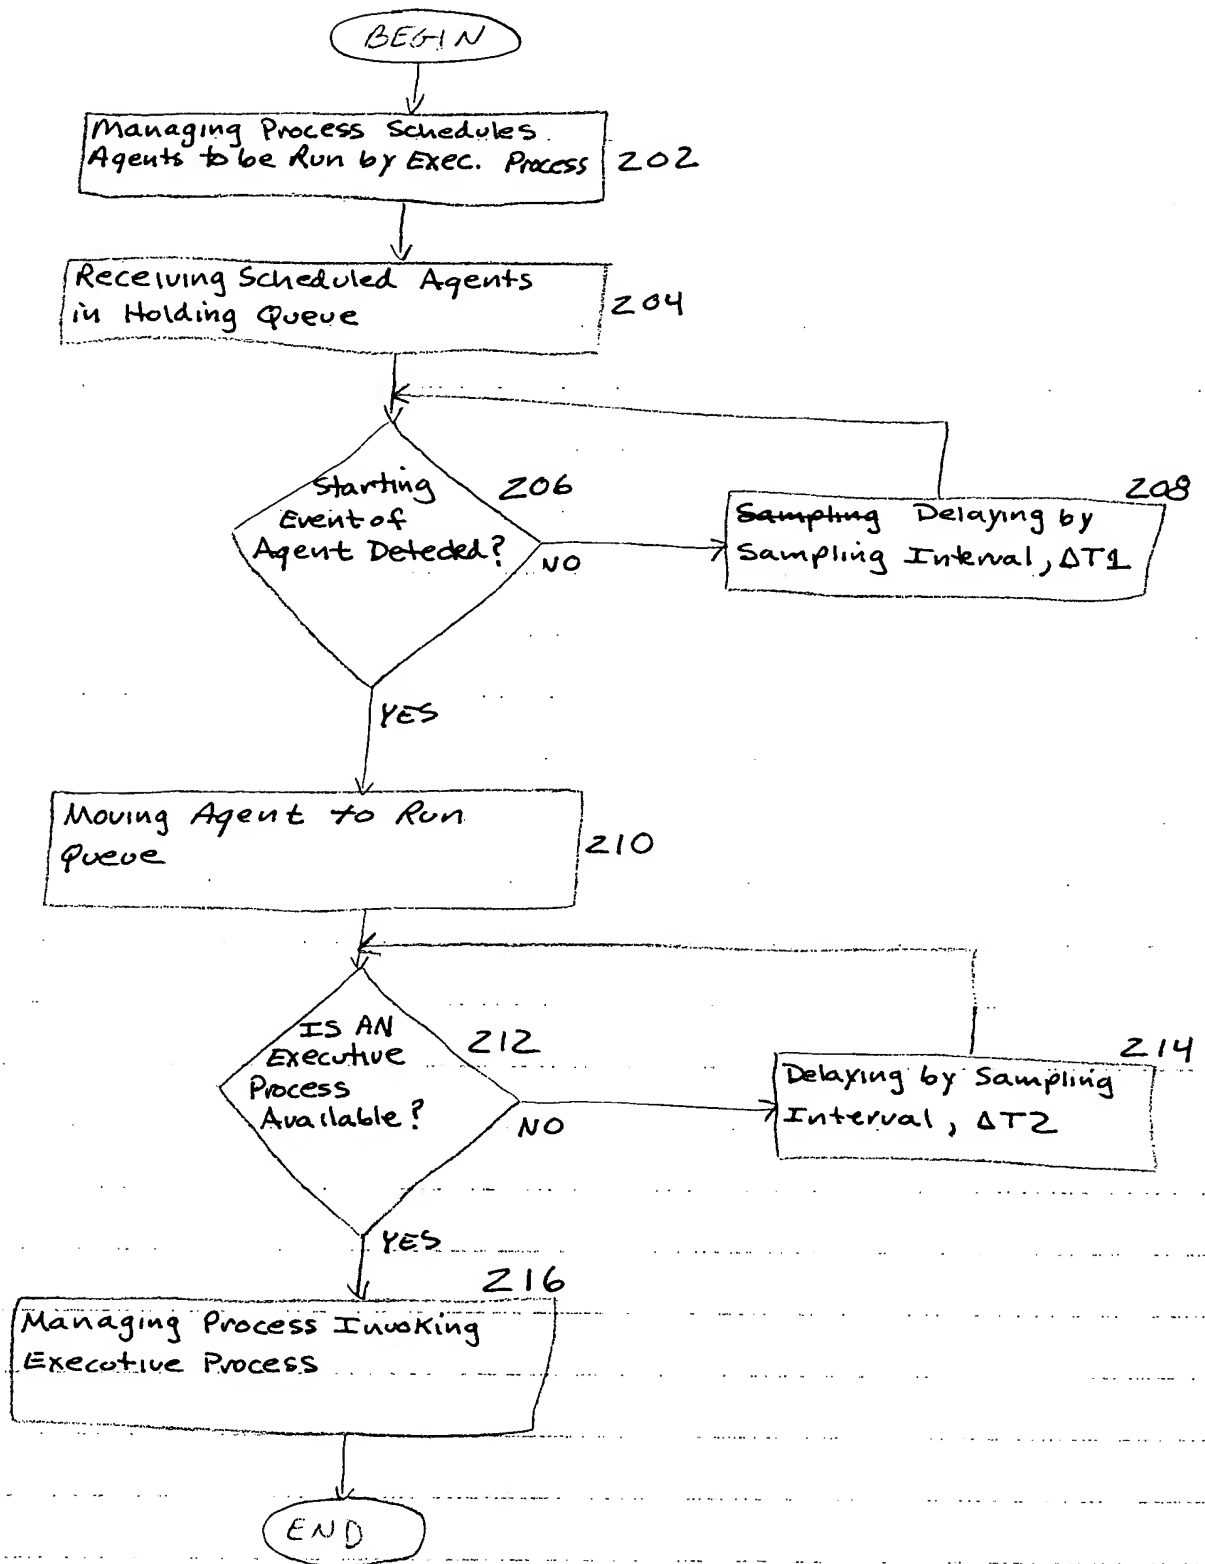 BEGIN
Managing Process Schedules
Agents to be Run by Exec. Process
202
Receiving Scheduled Agents
in Holding Queue
204
Starting
Event of
Agent Detected?
206
NO
208
Sampling Delaying by
Sampling Interval, ΔT1
YES
Moving Agent to Run
Queue
210
IS AN
Executive
Process
Available?
212
NO
214
Delaying by Sampling
Interval, ΔT2
YES
216
Managing Process Invoking
Executive Process
END